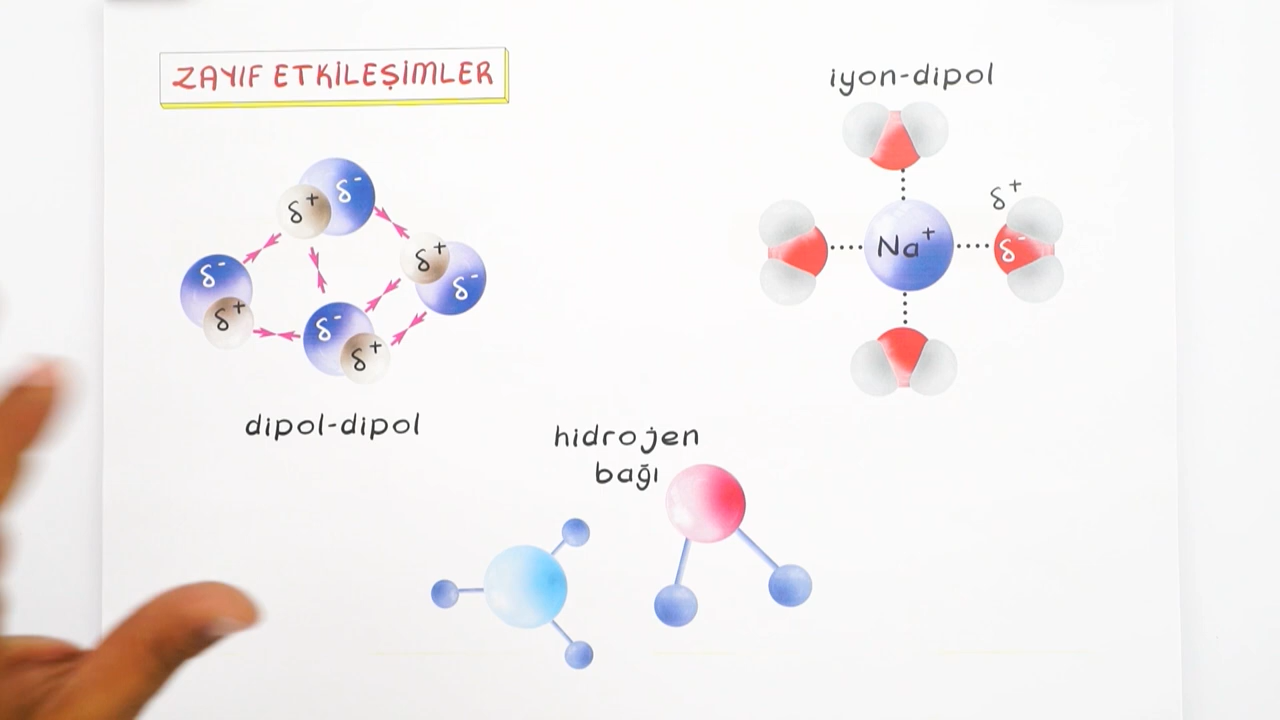 ZAYIF ETKİLEŞİMLER
iyon-dipol
δ+ δ-
δ- δ+
δ+ δ-
δ- δ+
dipol-dipol
δ+
Na+ δ-
hidrojen
bağı